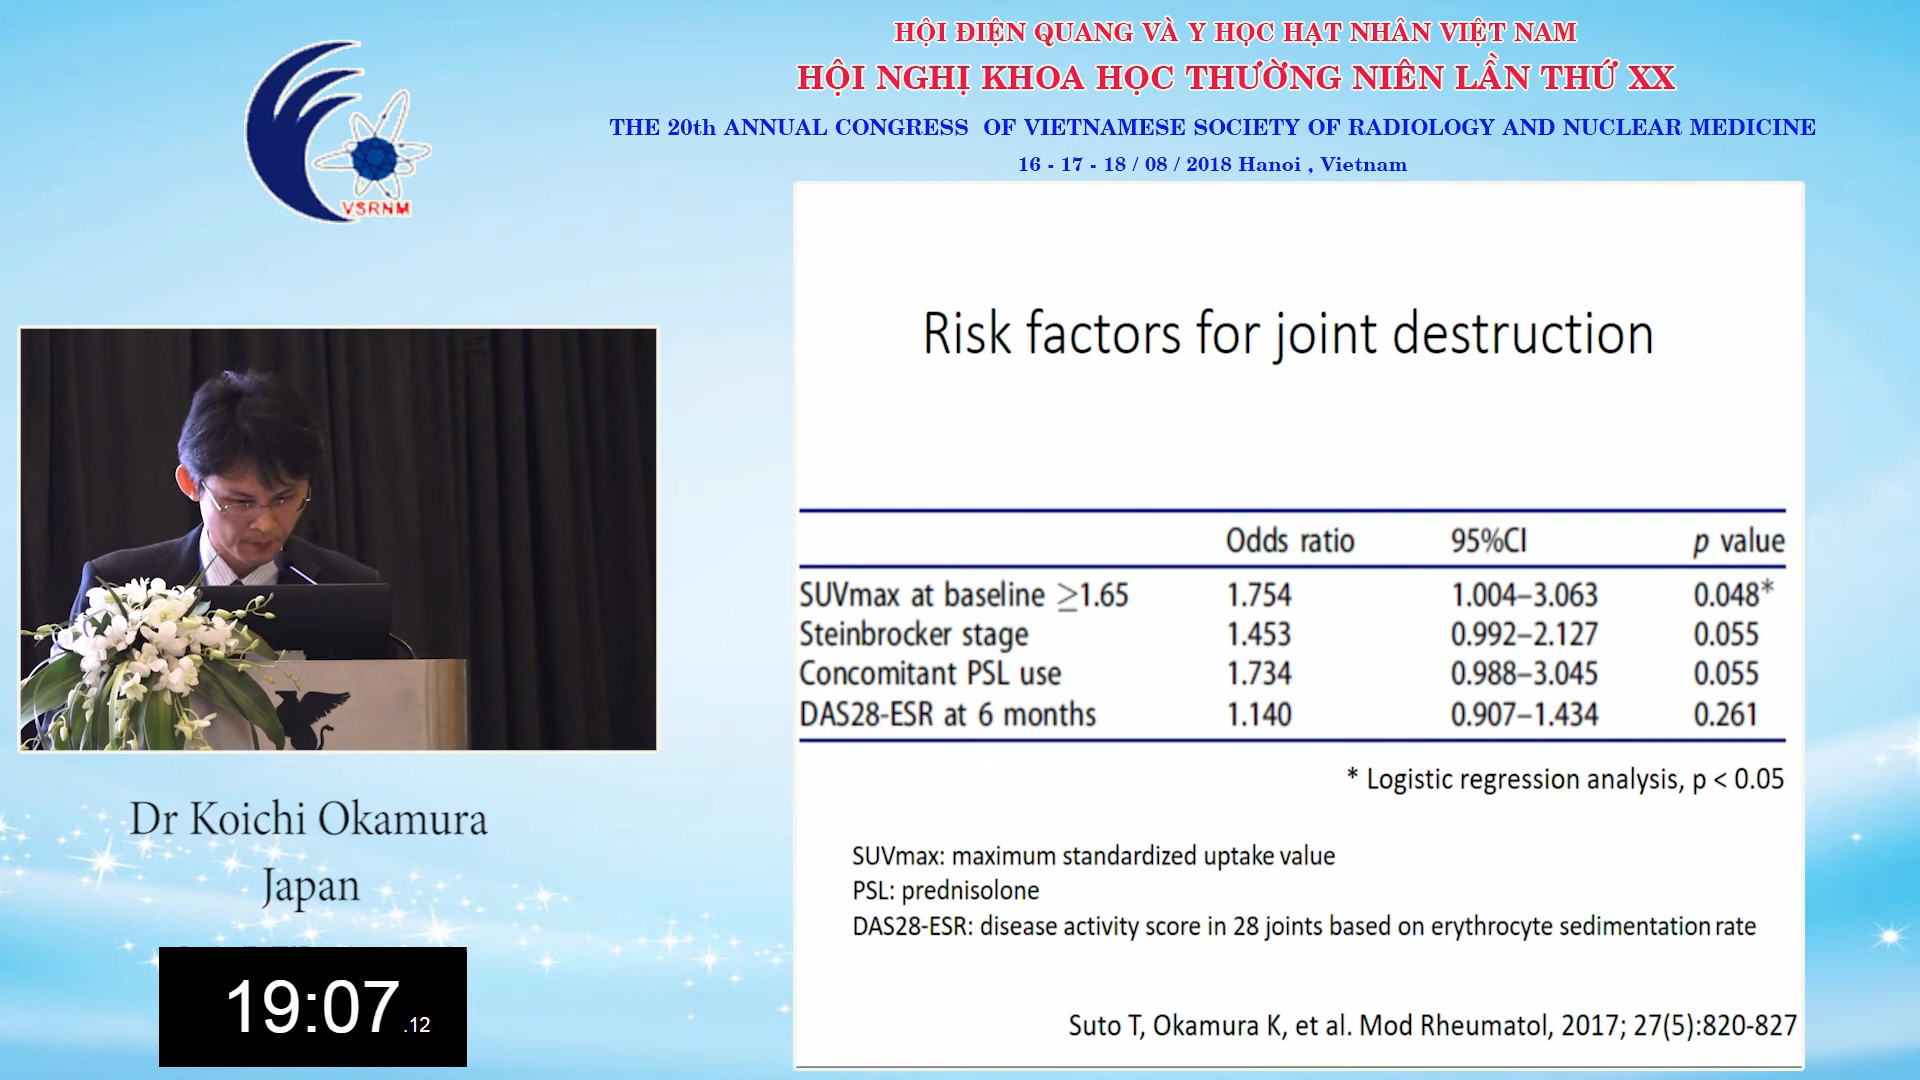 HỘI ĐIỆN QUANG VÀ Y HỌC HẠT NHÂN VIỆT NAM
HỘI NGHỊ KHOA HỌC THƯỜNG NIÊN LẦN THỨ XX
THE 20th ANNUAL CONGRESS OF VIETNAMESE SOCIETY OF RADIOLOGY AND NUCLEAR MEDICINE
16 - 17 - 18 / 08 / 2018 Hanoi , Vietnam
VSRNM
Risk factors for joint destruction
Odds ratio 95%CI p value
SUVmax at baseline ≥1.65 1.754 1.004–3.063 0.048*
Steinbrocker stage 1.453 0.992–2.127 0.055
Concomitant PSL use 1.734 0.988–3.045 0.055
DAS28-ESR at 6 months 1.140 0.907–1.434 0.261
* Logistic regression analysis, p < 0.05
SUVmax: maximum standardized uptake value
PSL: prednisolone
DAS28-ESR: disease activity score in 28 joints based on erythrocyte sedimentation rate
Suto T, Okamura K, et al. Mod Rheumatol, 2017; 27(5):820-827
Dr Koichi Okamura
Japan
19:07.12